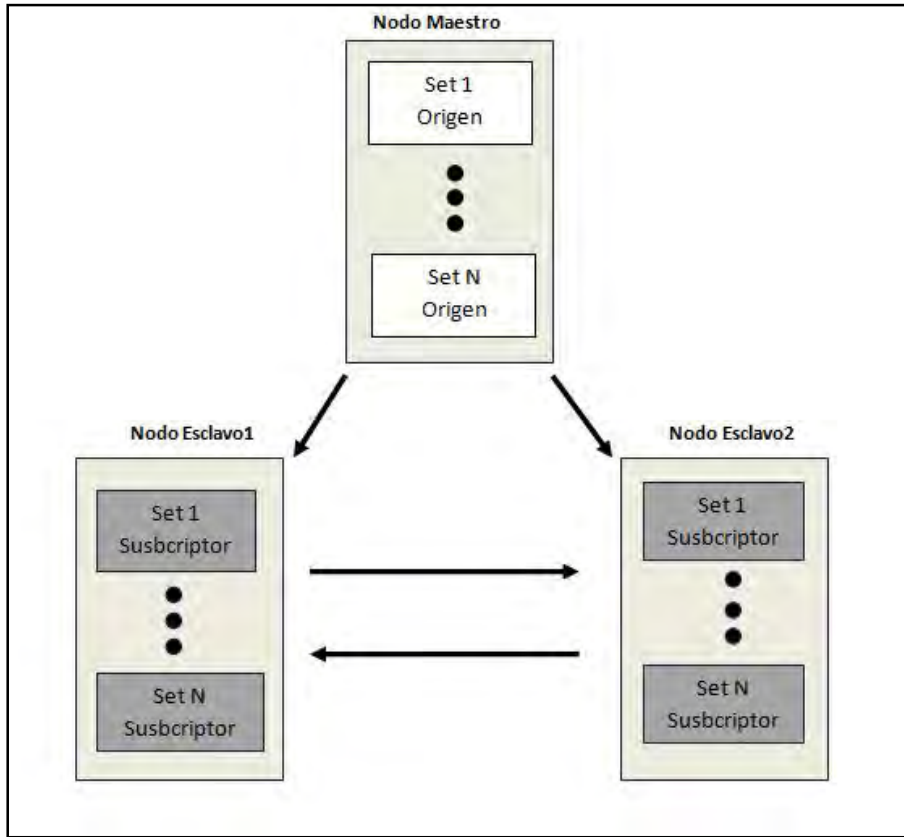 Nodo Maestro
Set 1
Origen
Set N
Origen
Nodo Esclavo1
Set 1
Susbcriptor
Set N
Susbcriptor
Nodo Esclavo2
Set 1
Susbcriptor
Set N
Susbcriptor